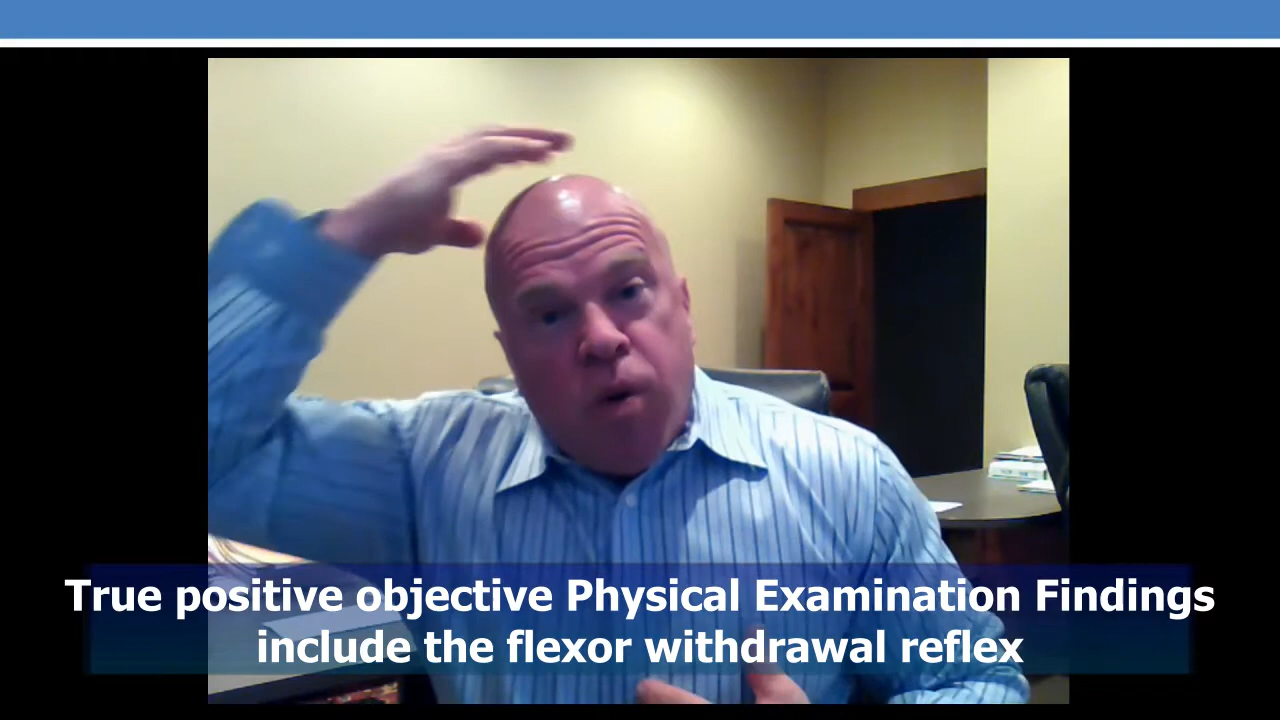 True positive objective Physical Examination Findings
include the flexor withdrawal reflex